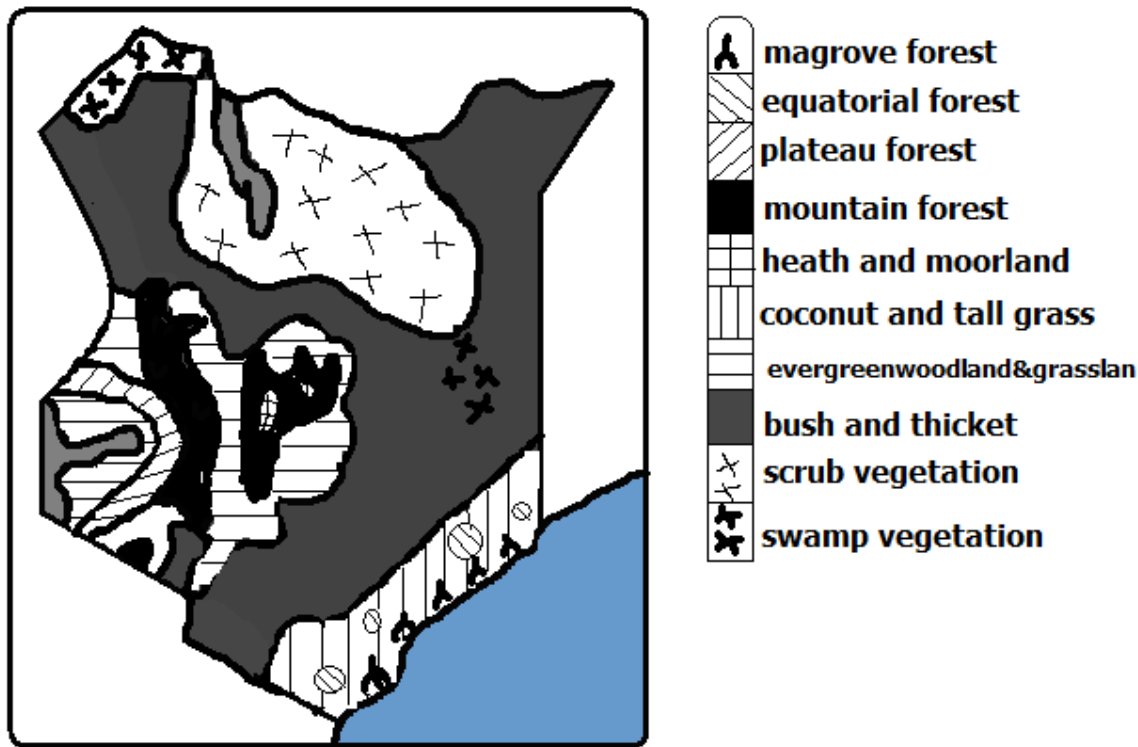 magrove forest
equatorial forest
plateau forest
mountain forest
heath and moorland
coconut and tall grass
evergreenwoodland&grasslan
bush and thicket
scrub vegetation
swamp vegetation